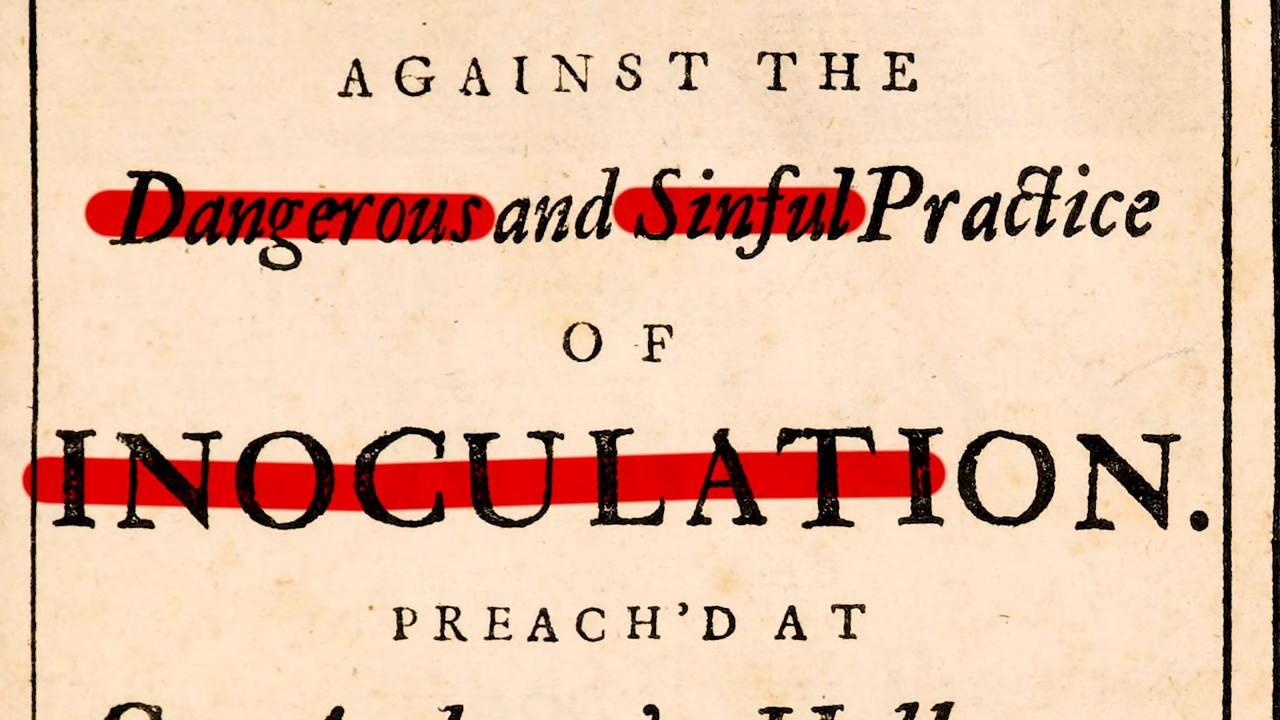 AGAINST THE
Dangerous and Sinful Practice
OF
INOCULATION.
PREACH'D AT